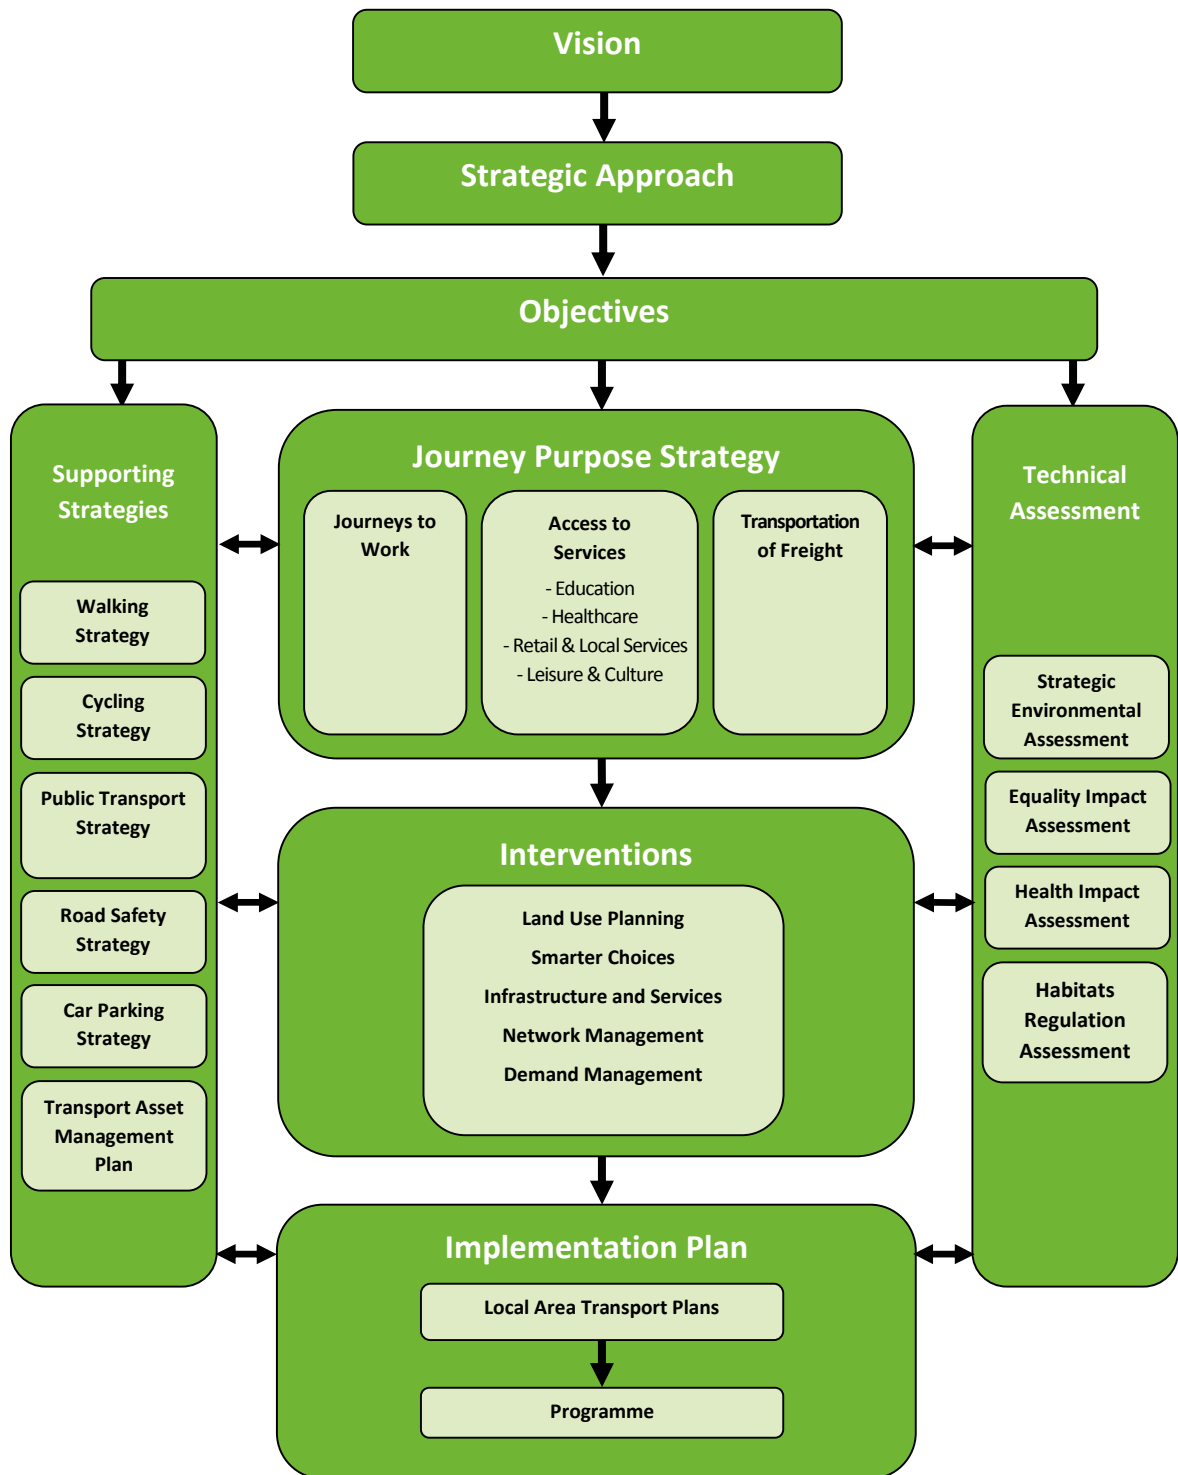 Vision
Strategic Approach
Objectives
Supporting
Strategies
Walking
Strategy
Cycling
Strategy
Public Transport
Strategy
Road Safety
Strategy
Car Parking
Strategy
Transport Asset
Management
Plan
Journey Purpose Strategy
Journeys to
Work
Access to
Services
- Education
- Healthcare
- Retail & Local Services
- Leisure & Culture
Transportation
of Freight
Interventions
Land Use Planning
Smarter Choices
Infrastructure and Services
Network Management
Demand Management
Implementation Plan
Local Area Transport Plans
Programme
Technical
Assessment
Strategic
Environmental
Assessment
Equality Impact
Assessment
Health Impact
Assessment
Habitats
Regulation
Assessment